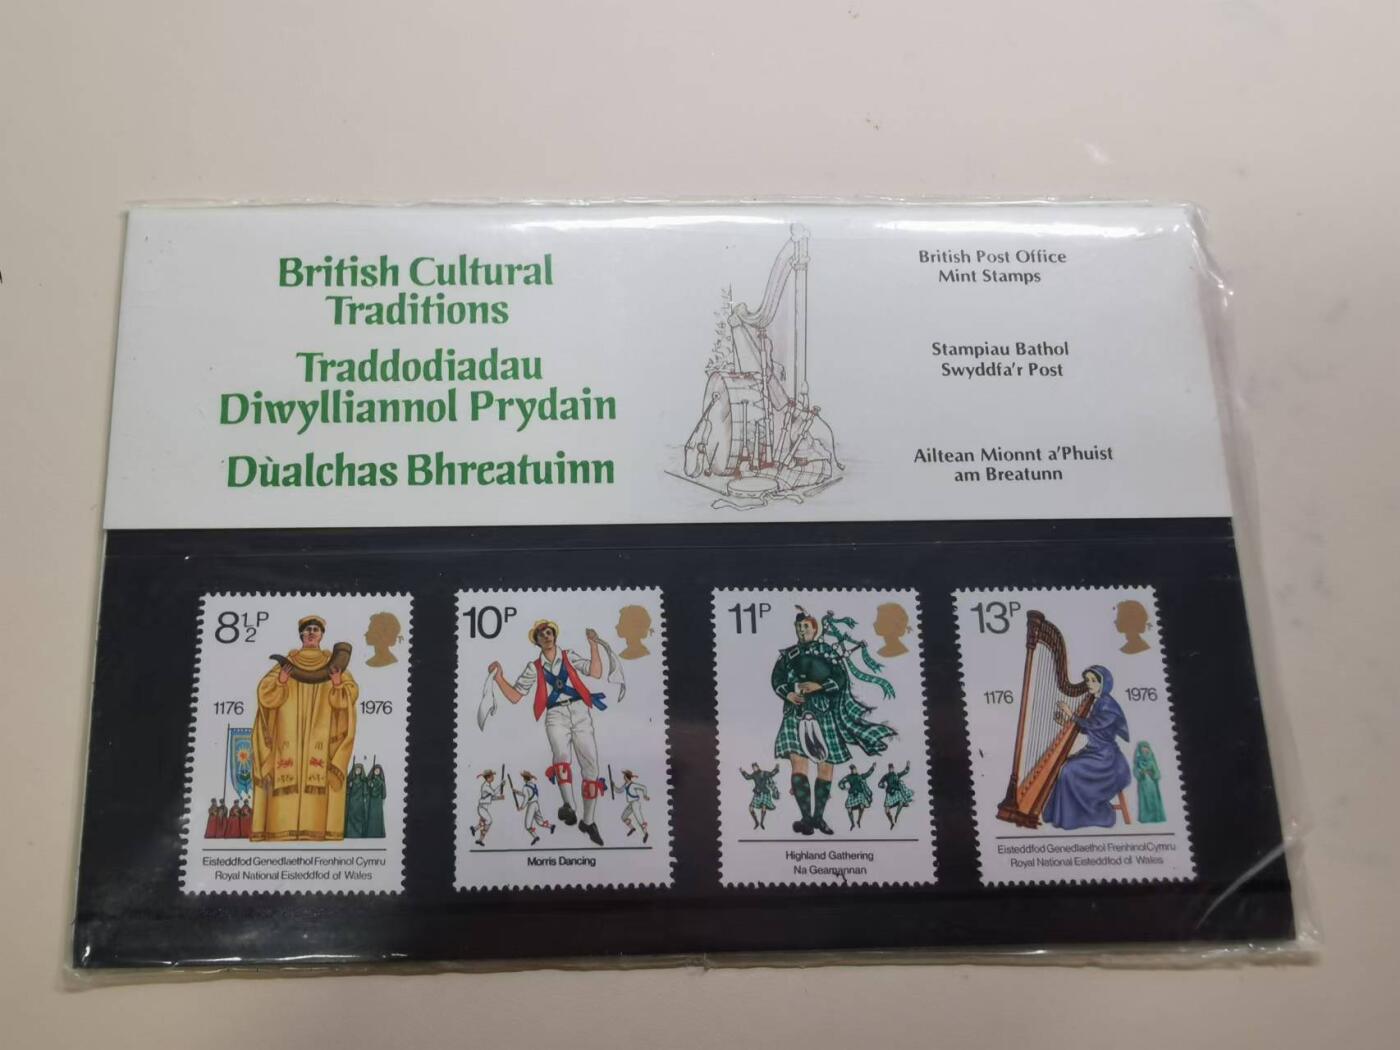 British Cultural
Traditions
Traddodiadau
Diwylliannol Prydain
Dùalchas Bhreatuinn
British Post Office
Mint Stamps
Stampiau Bathol
Swyddfa'r Post
Ailtean Mionnt a'Phuist
am Breatunn
8½P
1176 1976
Eisteddfod Genedlaethol Frenhinol Cymru
Royal National Eisteddfod of Wales
10P
Morris Dancing
11P
Highland Gathering
Na Geamannan
13P
1176 1976
Eisteddfod Genedlaethol Frenhinol Cymru
Royal National Eisteddfod of Wales